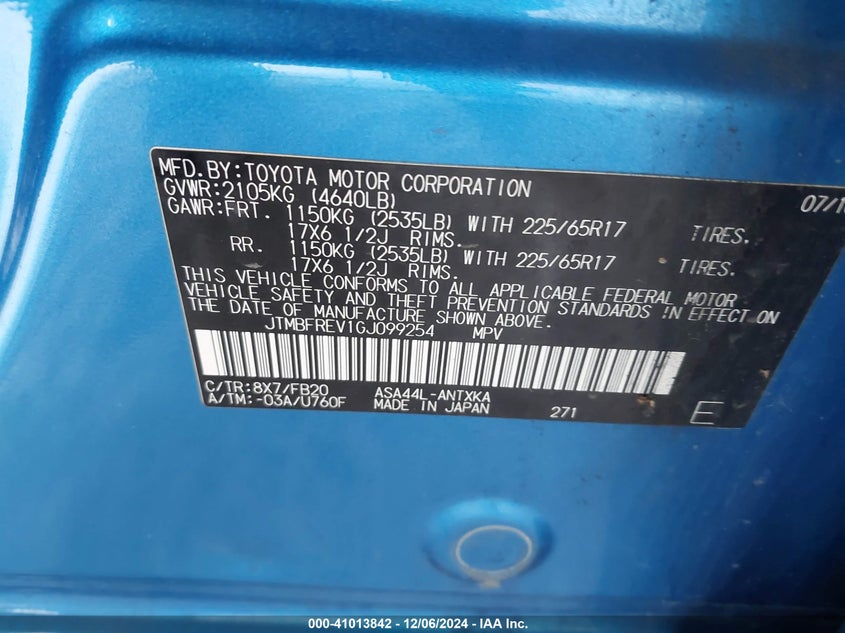 MFD.BY:TOYOTA MOTOR CORPORATION 07/1
GVWR:2105KG (4640LB)
GAWR:FRT. 1150KG (2535LB) WITH 225/65R17 TIRES.
17X6 1/2J RIMS.
RR. 1150KG (2535LB) WITH 225/65R17 TIRES.
17X6 1/2J RIMS.
THIS VEHICLE CONFORMS TO ALL APPLICABLE FEDERAL MOTOR
VEHICLE SAFETY AND THEFT PREVENTION STANDARDS IN EFFECT ON
THE DATE OF MANUFACTURE SHOWN ABOVE.
JTMBFREV1GJ099254 MPV
C/TR:8X7/FB20 ASA44L-ANTXKA
A/TM:-03A/U760F MADE IN JAPAN 271 E
000-41013842 - 12/06/2024 - IAA Inc.